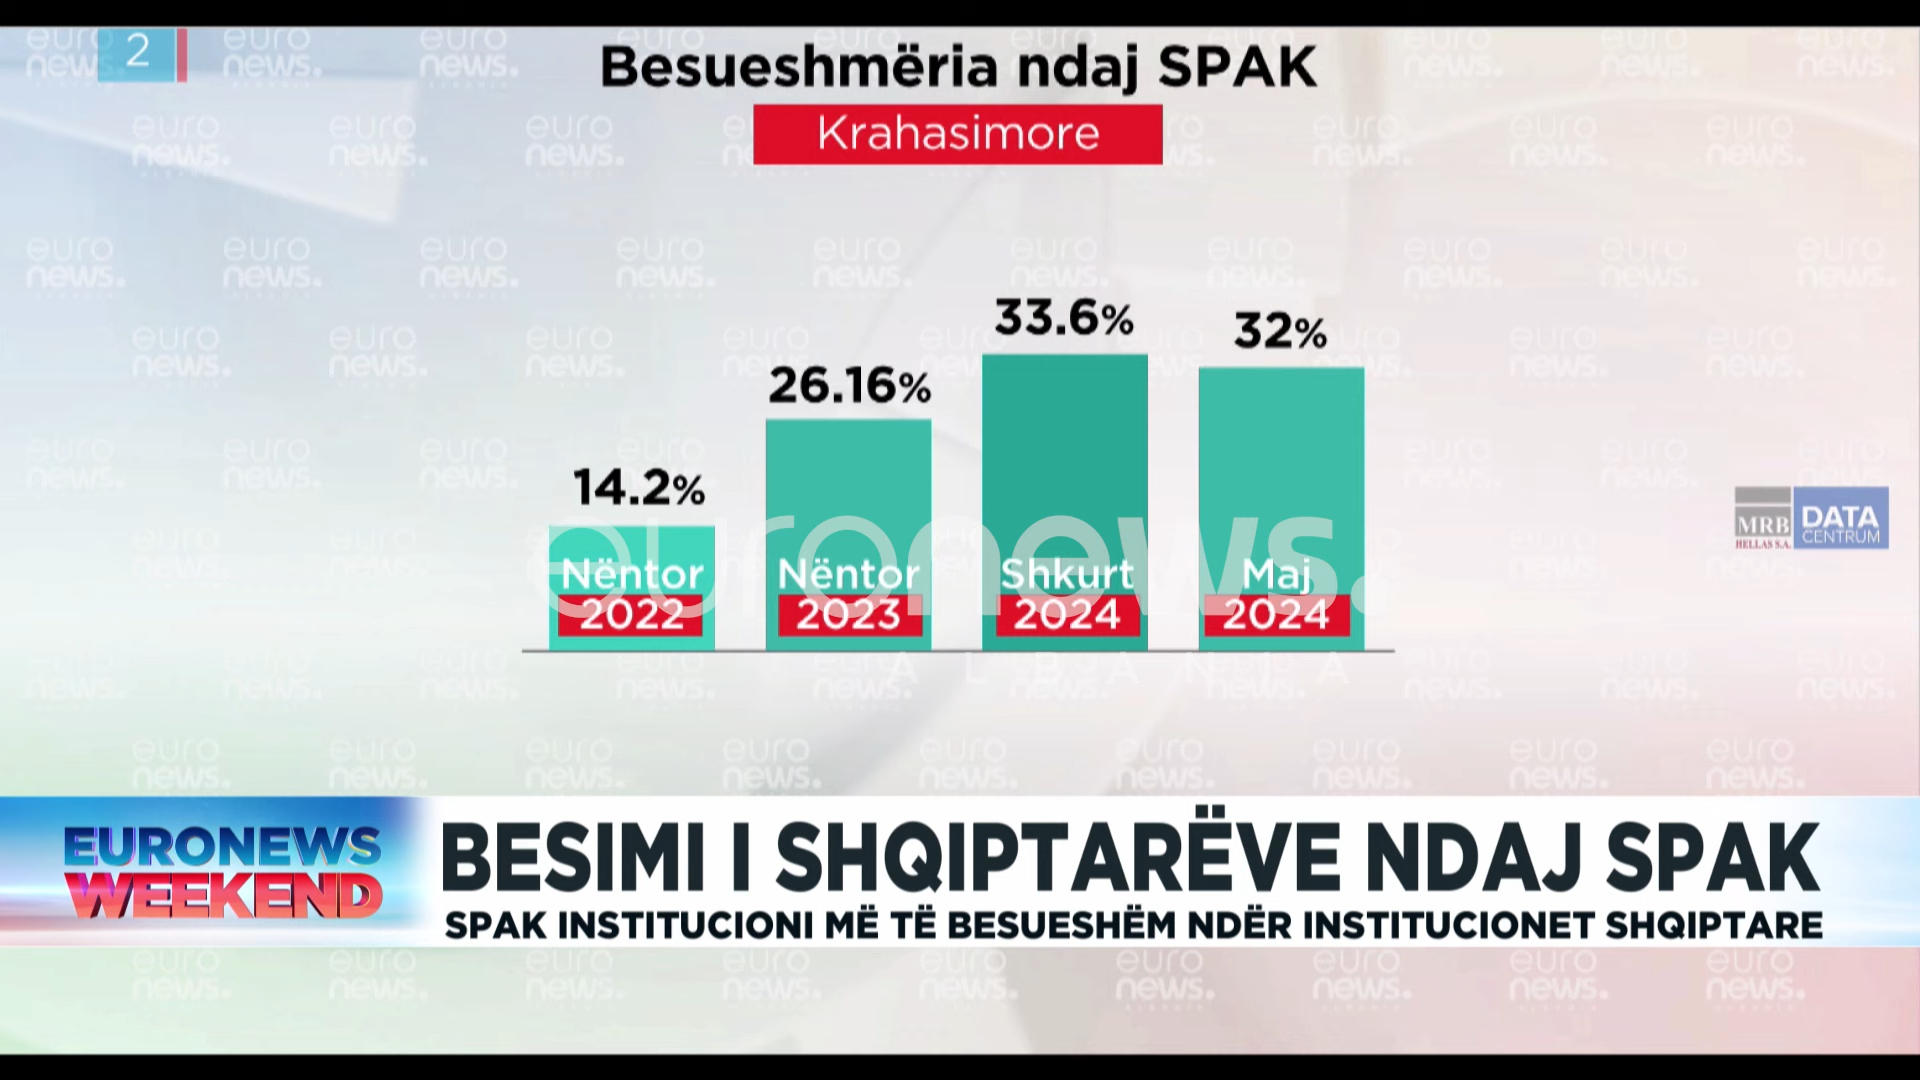 2
Besueshmëria ndaj SPAK
Krahasimore
14.2%
26.16%
33.6%
32%
Nëntor
2022
Nëntor
2023
Shkurt
2024
Maj
2024
euronews.
ALBANIA
MRB
HELLAS S.A.
DATA
CENTRUM
EURONEWS
WEEKEND
BESIMI I SHQIPTARËVE NDAJ SPAK
SPAK INSTITUCIONI MË TË BESUESHËM NDËR INSTITUCIONET SHQIPTARE